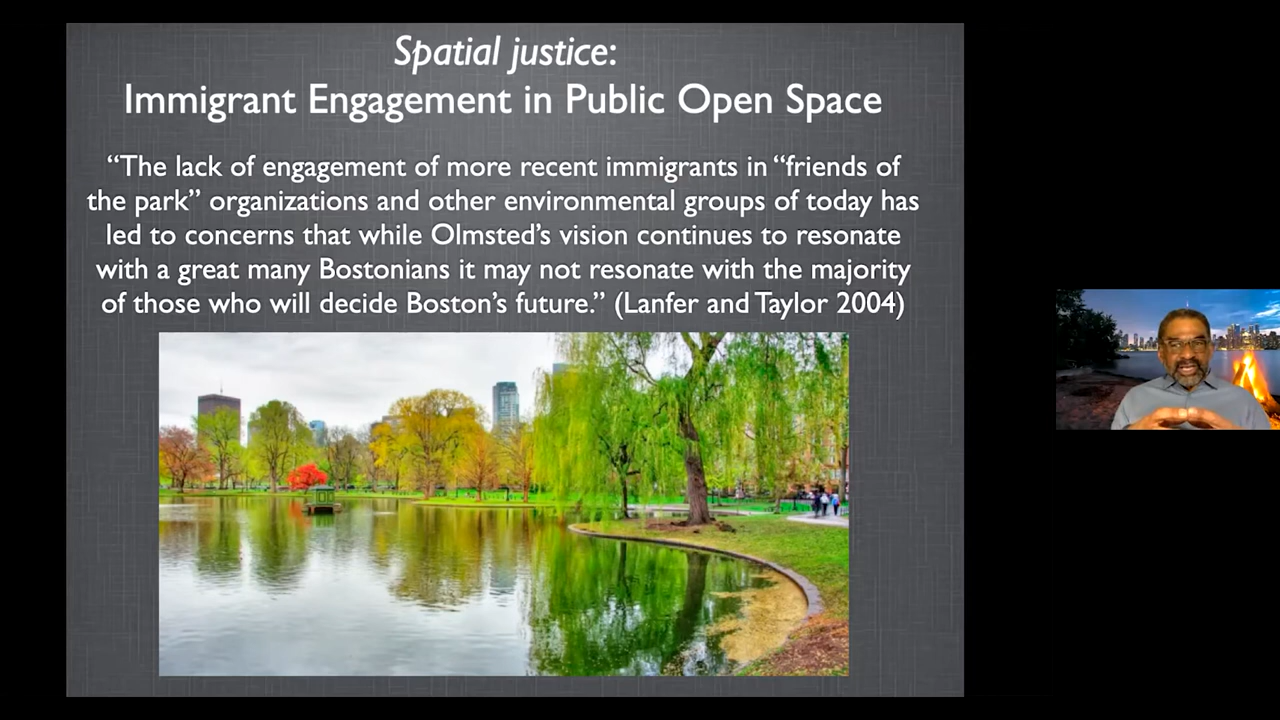 Spatial justice:
Immigrant Engagement in Public Open Space
“The lack of engagement of more recent immigrants in “friends of
the park” organizations and other environmental groups of today has
led to concerns that while Olmsted’s vision continues to resonate
with a great many Bostonians it may not resonate with the majority
of those who will decide Boston’s future.” (Lanfer and Taylor 2004)